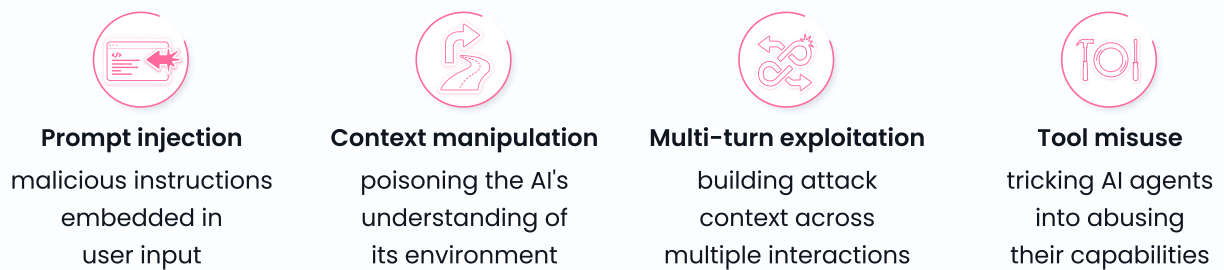 Prompt injection
malicious instructions
embedded in
user input
Context manipulation
poisoning the AI's
understanding of
its environment
Multi-turn exploitation
building attack
context across
multiple interactions
Tool misuse
tricking AI agents
into abusing
their capabilities